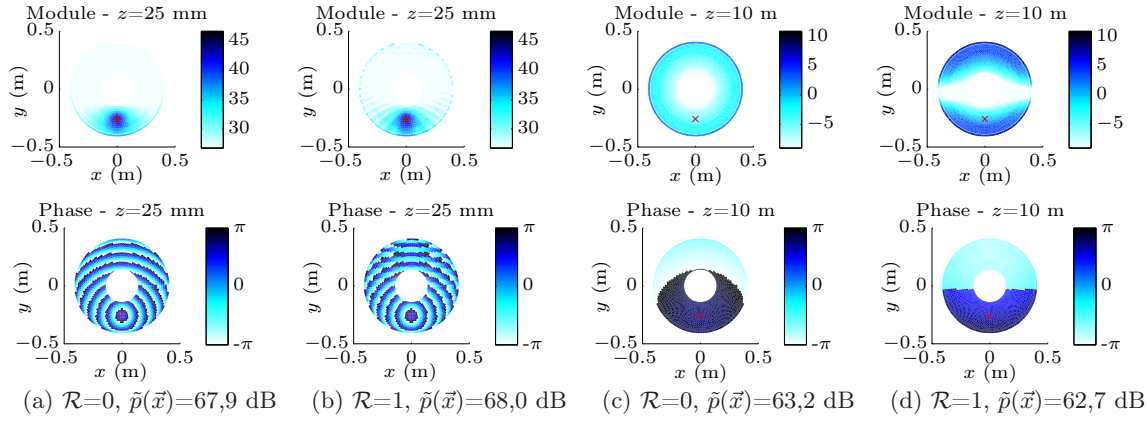 Module - z=25 mm
Module - z=25 mm
Module - z=10 m
Module - z=10 m
0.5
0
−0.5
y (m)
−0.5 0 0.5
x (m)
45
40
35
30
0.5
0
−0.5
y (m)
−0.5 0 0.5
x (m)
45
40
35
30
0.5
0
−0.5
y (m)
−0.5 0 0.5
x (m)
10
5
0
−5
0.5
0
−0.5
y (m)
−0.5 0 0.5
x (m)
10
5
0
−5
Phase - z=25 mm
Phase - z=25 mm
Phase - z=10 m
Phase - z=10 m
0.5
0
−0.5
y (m)
−0.5 0 0.5
x (m)
π
-π
0.5
0
−0.5
y (m)
−0.5 0 0.5
x (m)
π
-π
0.5
0
−0.5
y (m)
−0.5 0 0.5
x (m)
π
-π
0.5
0
−0.5
y (m)
−0.5 0 0.5
x (m)
π
-π
(a) ℛ=0, p̃(x⃗)=67,9 dB
(b) ℛ=1, p̃(x⃗)=68,0 dB
(c) ℛ=0, p̃(x⃗)=63,2 dB
(d) ℛ=1, p̃(x⃗)=62,7 dB